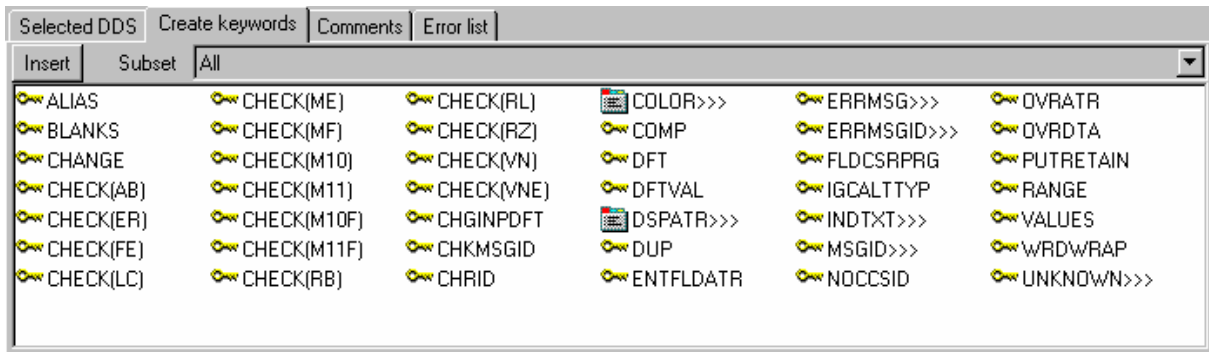 Selected DDS Create keywords Comments Error list
Insert Subset All
ALIAS CHECK(ME) CHECK(RL) COLOR>>> ERRMSG>>> OVRATR
BLANKS CHECK(MF) CHECK(RZ) COMP ERRMSGID>>> OVRDTA
CHANGE CHECK(M10) CHECK(VN) DFT FLDCSRPRG PUTRETAIN
CHECK(AB) CHECK(M11) CHECK(VNE) DFTVAL IGCALTTYP RANGE
CHECK(ER) CHECK(M10F) CHGINPDFT DSPATR>>> INDTXT>>> VALUES
CHECK(FE) CHECK(M11F) CHKMSGID DUP MSGID>>> WRDWRAP
CHECK(LC) CHECK(RB) CHRID ENTFLDATR NOCCSID UNKNOWN>>>